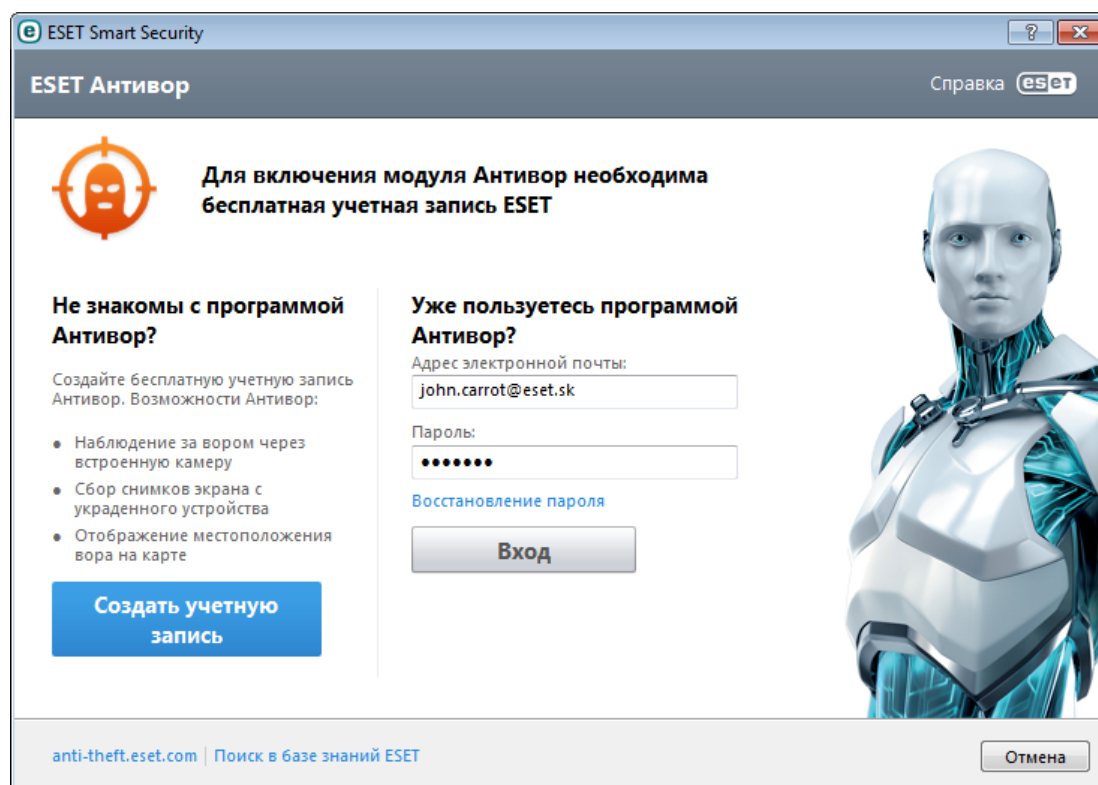 ESET Smart Security
ESET Антивор
Справка eset
Для включения модуля Антивор необходима
бесплатная учетная запись ESET
Не знакомы с программой
Антивор?
Создайте бесплатную учетную запись
Антивор. Возможности Антивор:
• Наблюдение за вором через
встроенную камеру
• Сбор снимков экрана с
украденного устройства
• Отображение местоположения
вора на карте
Создать учетную
запись
Уже пользуетесь программой
Антивор?
Адрес электронной почты:
john.carrot@eset.sk
Пароль:
•••••••
Восстановление пароля
Вход
anti-theft.eset.com | Поиск в базе знаний ESET
Отмена